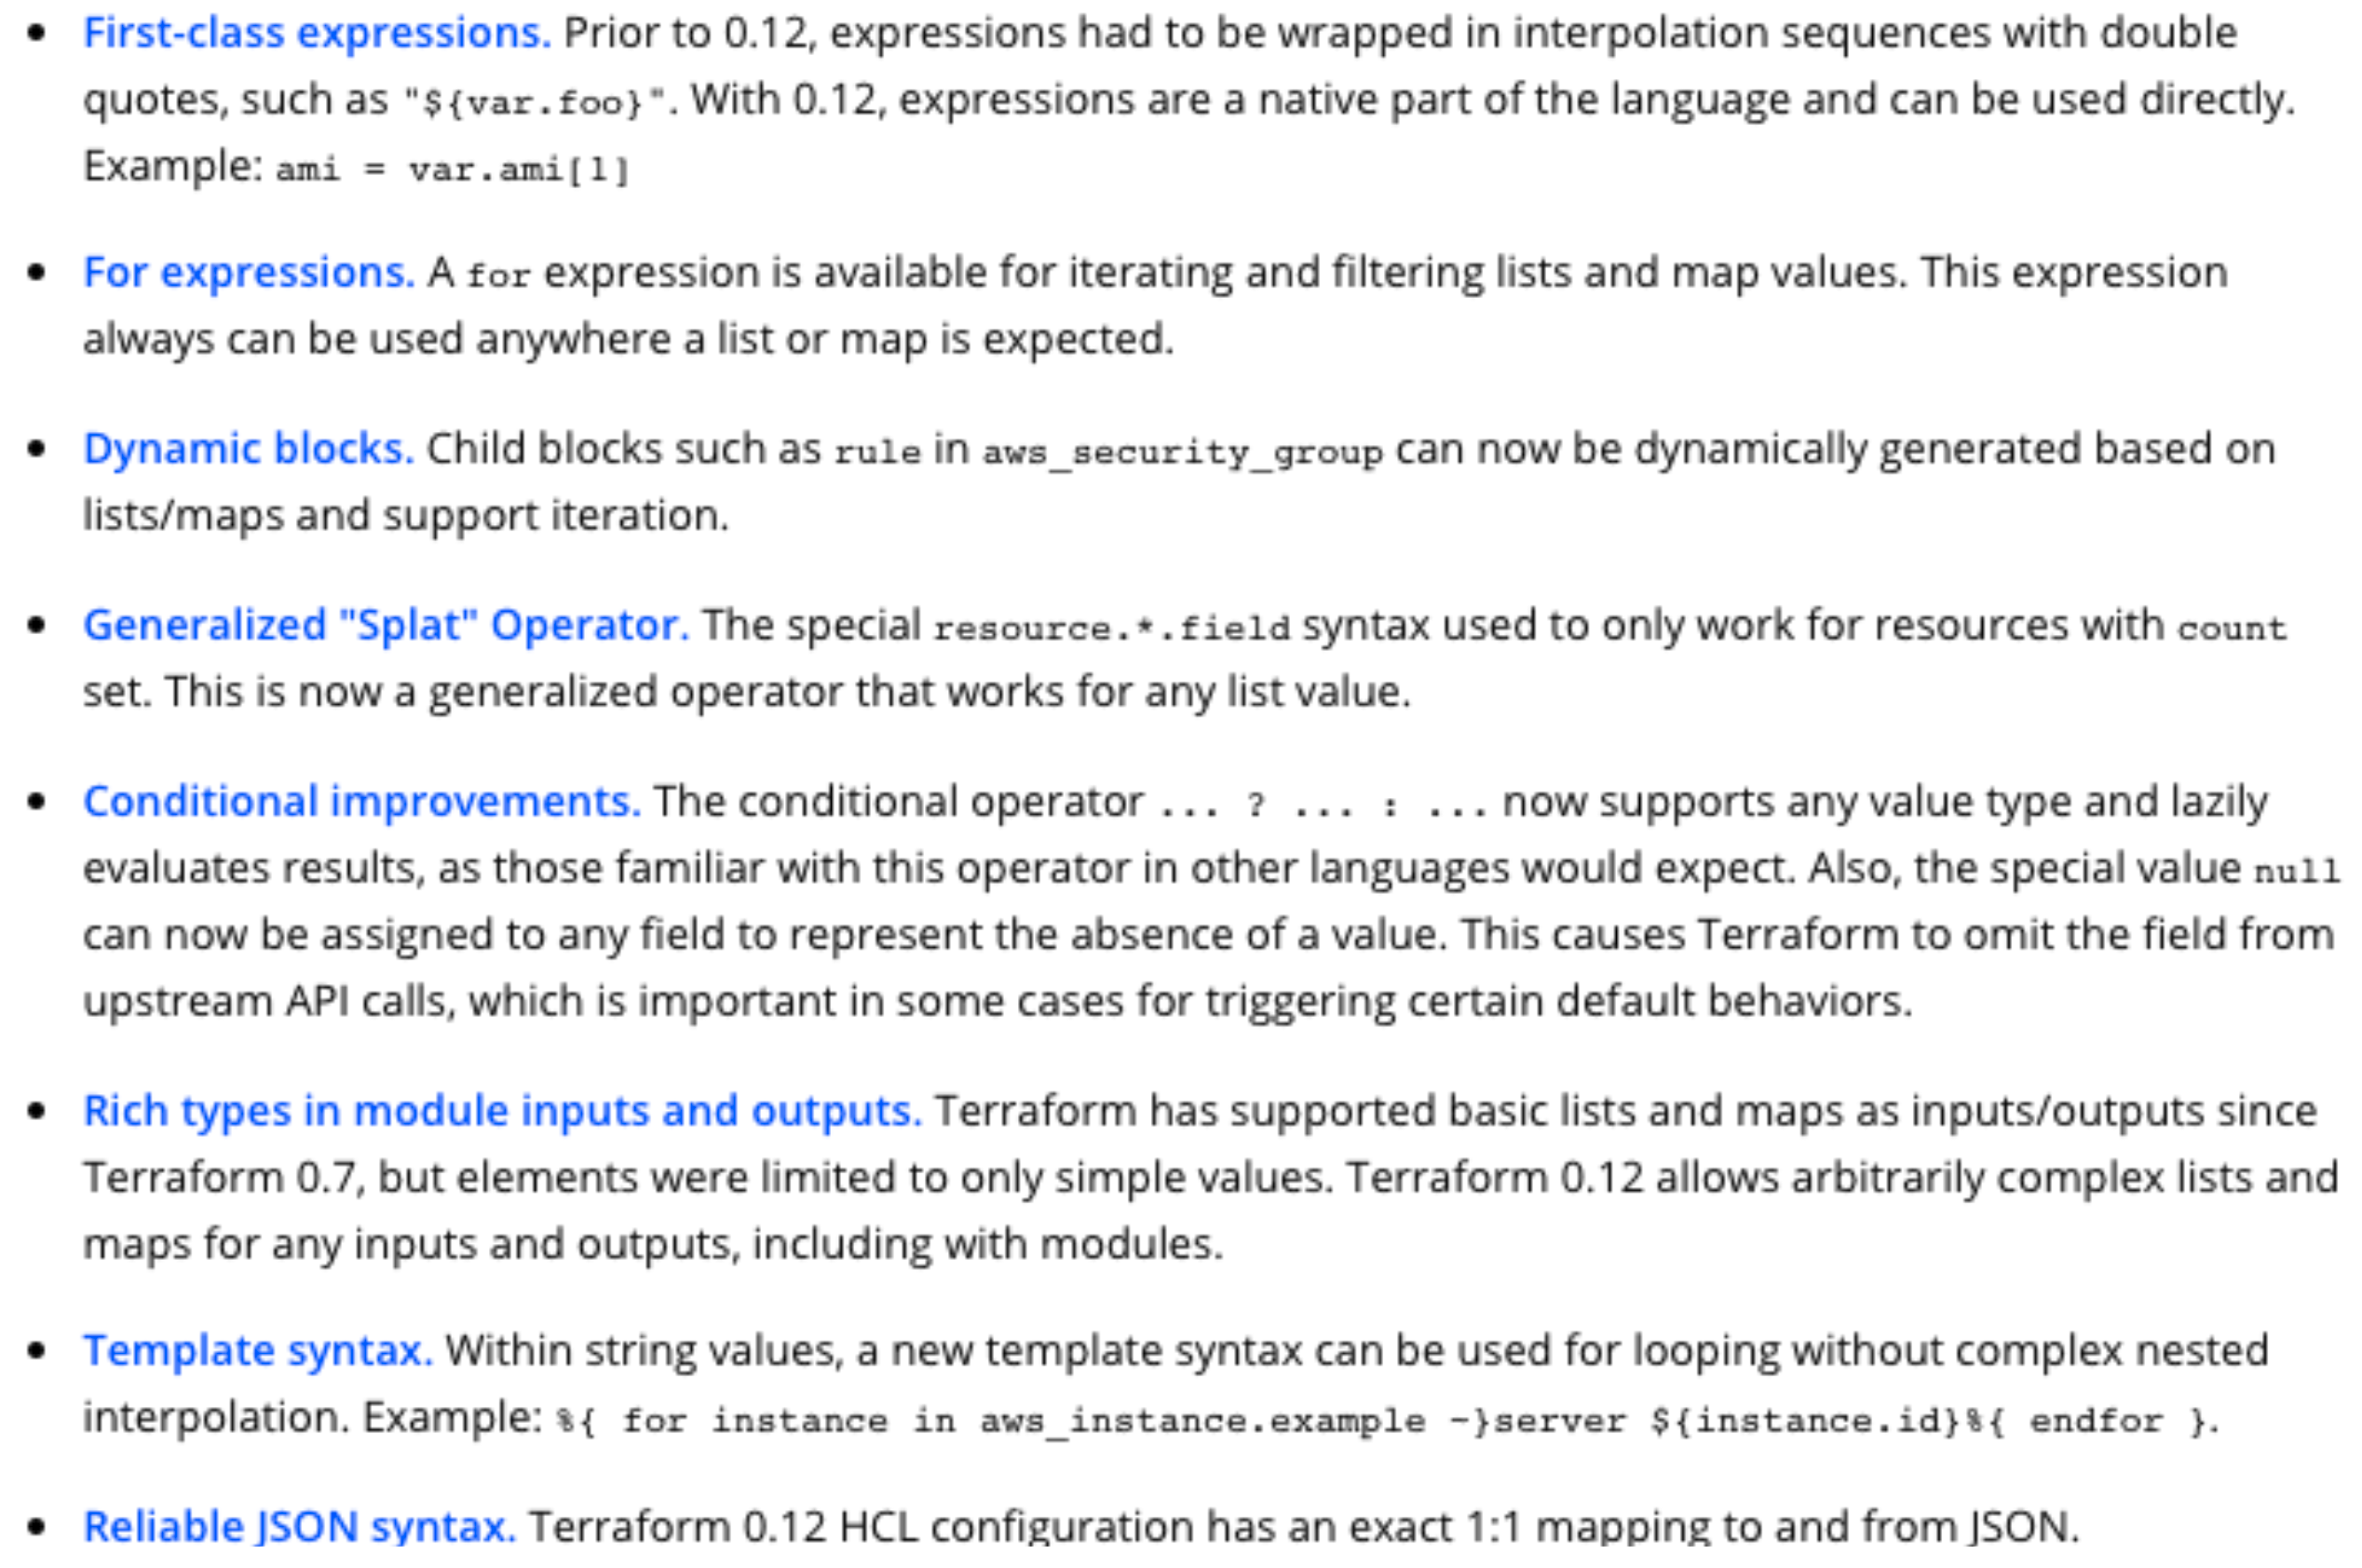 • First-class expressions. Prior to 0.12, expressions had to be wrapped in interpolation sequences with double
quotes, such as "${var.foo}". With 0.12, expressions are a native part of the language and can be used directly.
Example: ami = var.ami[1]
• For expressions. A for expression is available for iterating and filtering lists and map values. This expression
always can be used anywhere a list or map is expected.
• Dynamic blocks. Child blocks such as rule in aws_security_group can now be dynamically generated based on
lists/maps and support iteration.
• Generalized "Splat" Operator. The special resource.*.field syntax used to only work for resources with count
set. This is now a generalized operator that works for any list value.
• Conditional improvements. The conditional operator ... ? ... : ... now supports any value type and lazily
evaluates results, as those familiar with this operator in other languages would expect. Also, the special value null
can now be assigned to any field to represent the absence of a value. This causes Terraform to omit the field from
upstream API calls, which is important in some cases for triggering certain default behaviors.
• Rich types in module inputs and outputs. Terraform has supported basic lists and maps as inputs/outputs since
Terraform 0.7, but elements were limited to only simple values. Terraform 0.12 allows arbitrarily complex lists and
maps for any inputs and outputs, including with modules.
• Template syntax. Within string values, a new template syntax can be used for looping without complex nested
interpolation. Example: %{ for instance in aws_instance.example ~}server ${instance.id}%{ endfor }.
• Reliable JSON syntax. Terraform 0.12 HCL configuration has an exact 1:1 mapping to and from JSON.